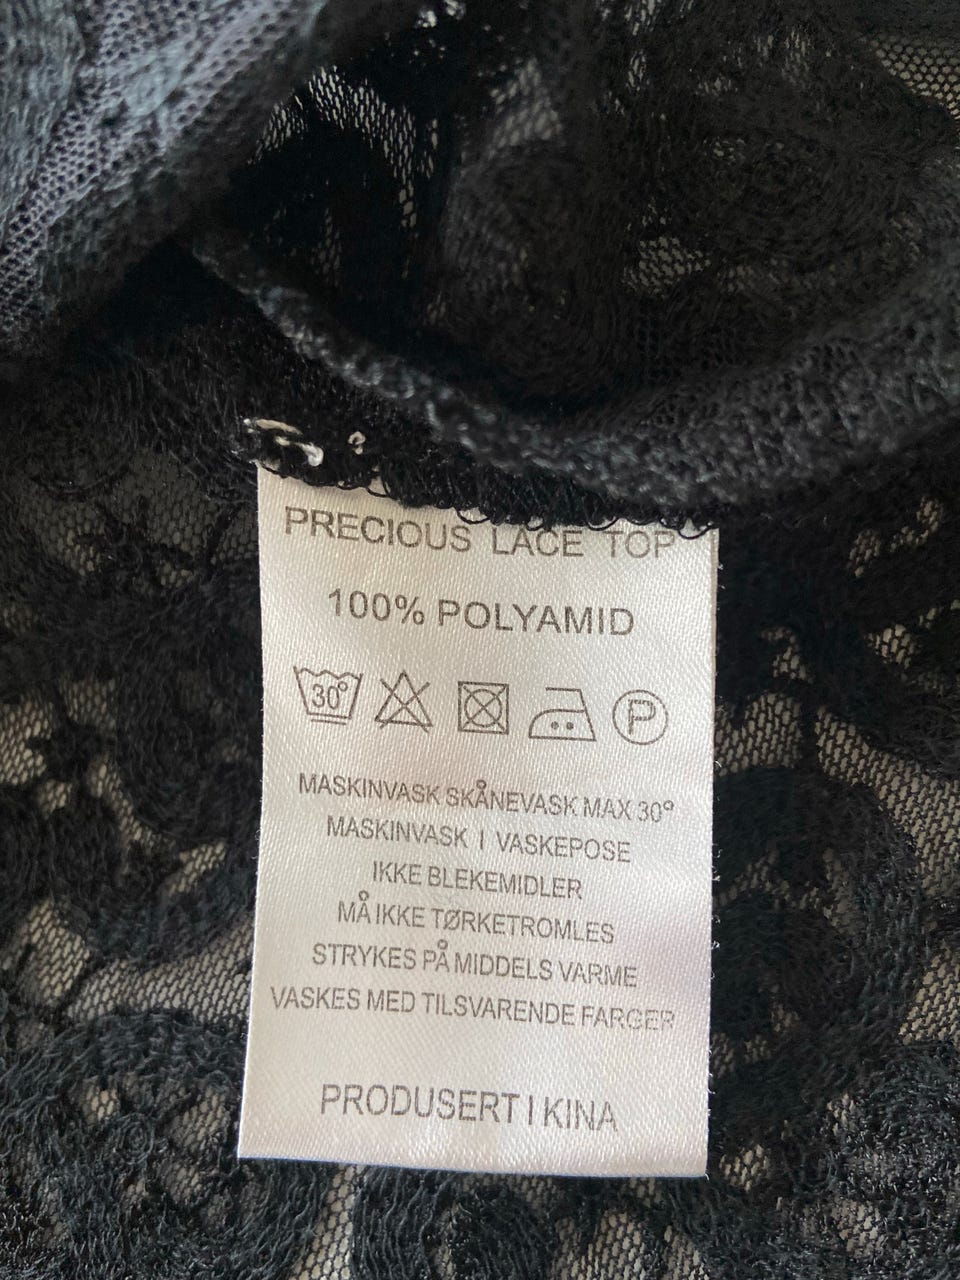 PRECIOUS LACE TOP
100% POLYAMID
30° P
MASKINVASK SKÅNEVASK MAX 30°
MASKINVASK I VASKEPOSE
IKKE BLEKEMIDLER
MÅ IKKE TØRKETROMLES
STRYKES PÅ MIDDELS VARME
VASKES MED TILSVARENDE FARGER
PRODUSERT I KINA